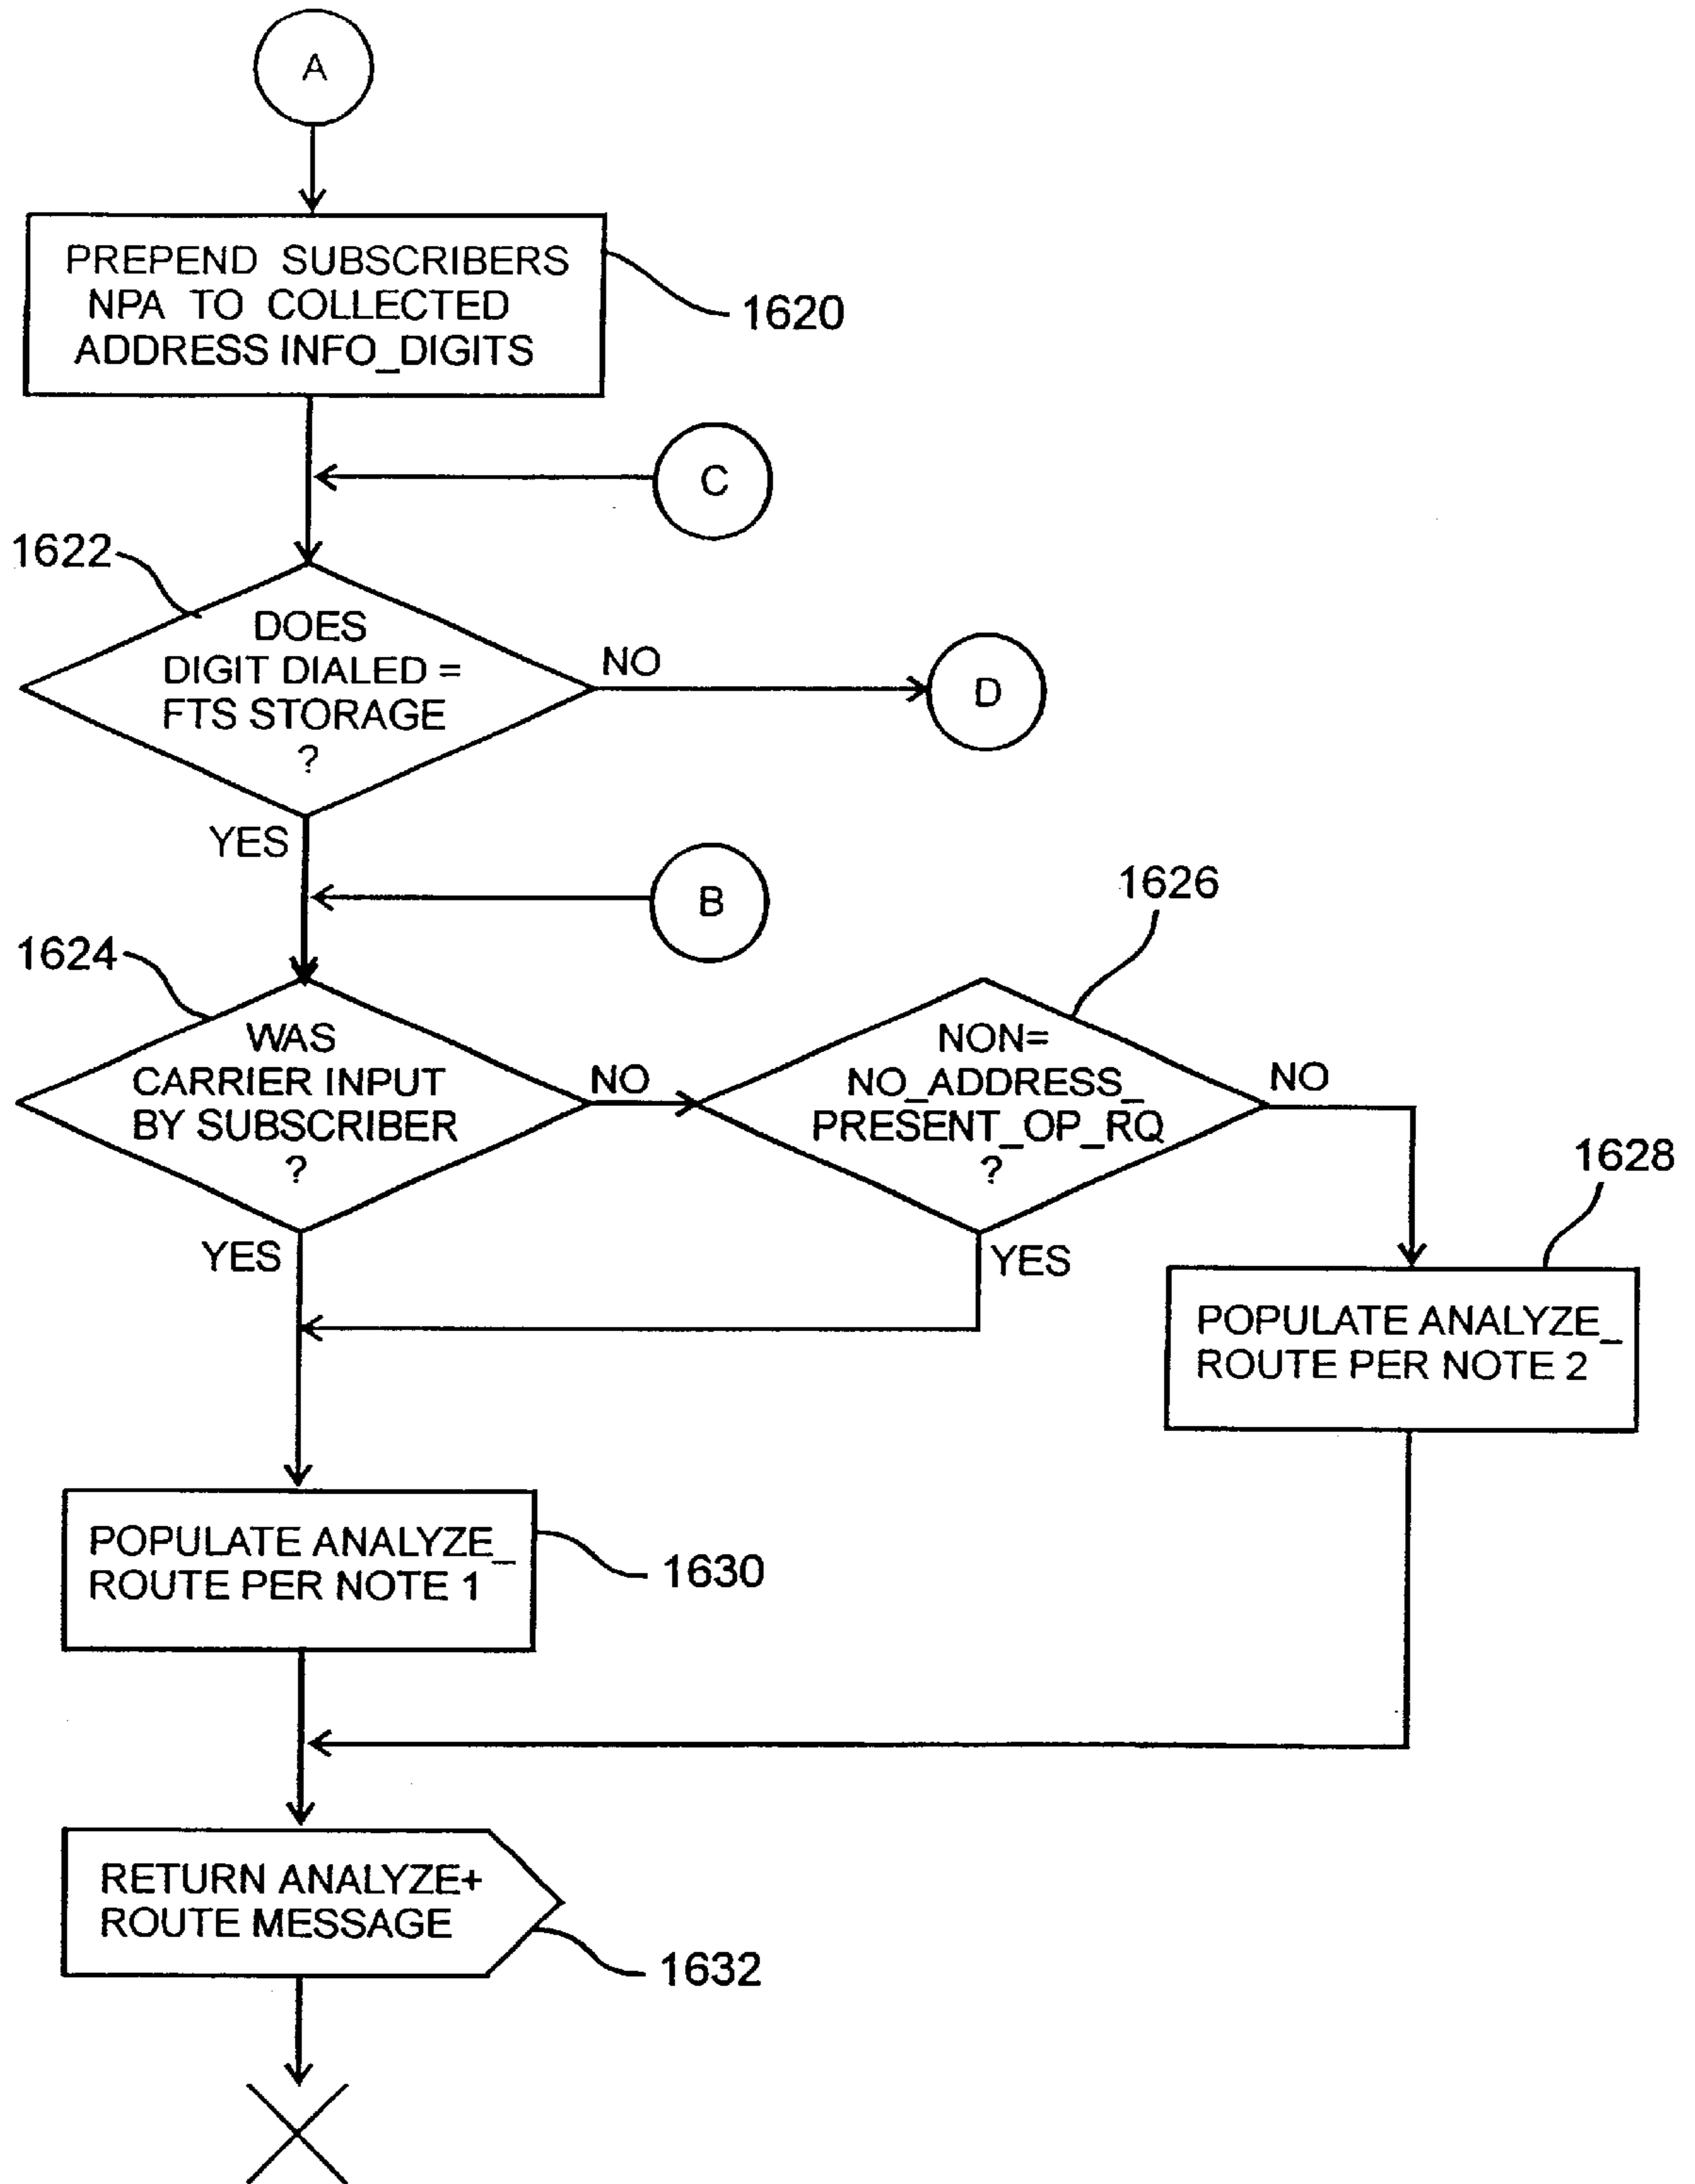 A
PREPEND SUBSCRIBERS
NPA TO COLLECTED
ADDRESS INFO_DIGITS
1620
C
1622
DOES
DIGIT DIALED =
FTS STORAGE
?
NO
D
YES
B
1626
1624
WAS
CARRIER INPUT
BY SUBSCRIBER
?
NO
NON=
NO_ADDRESS_
PRESENT_OP_RQ
?
NO
1628
YES
YES
POPULATE ANALYZE_
ROUTE PER NOTE 2
POPULATE ANALYZE_
ROUTE PER NOTE 1
1630
RETURN ANALYZE+
ROUTE MESSAGE
1632